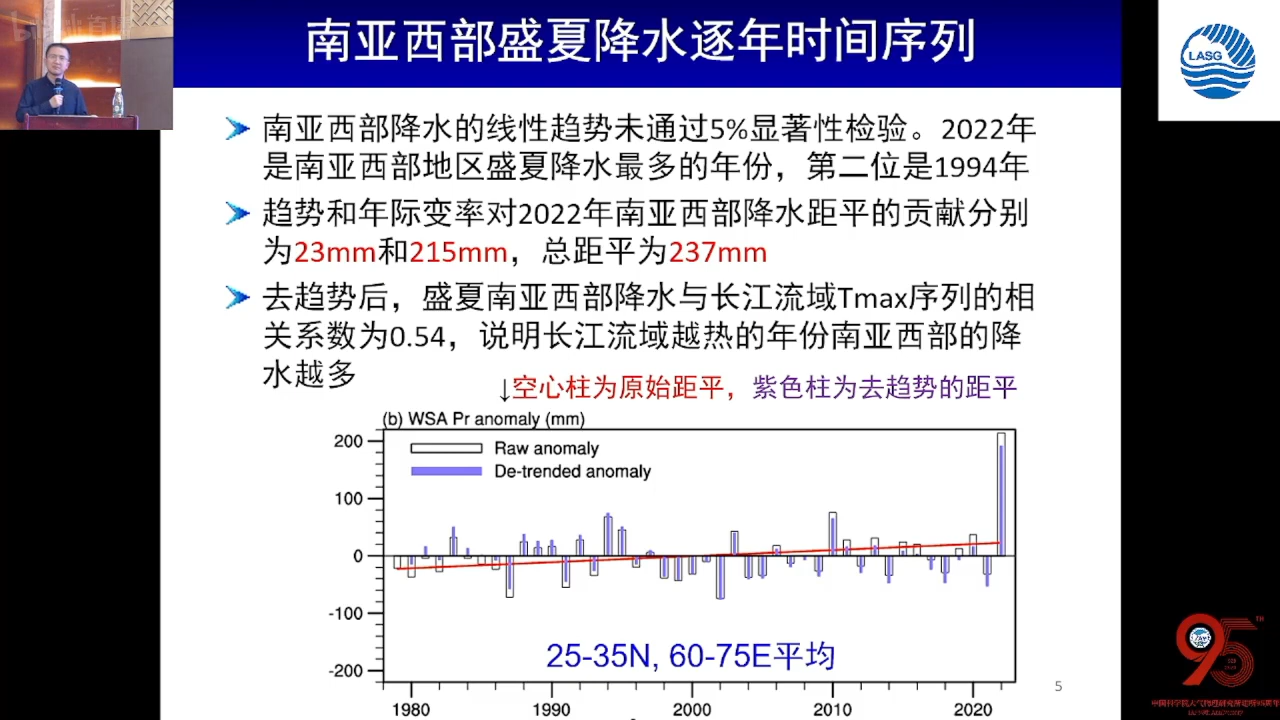 南亚西部盛夏降水逐年时间序列
LASG
南亚西部降水的线性趋势未通过5%显著性检验。2022年
是南亚西部地区盛夏降水最多的年份，第二位是1994年
趋势和年际变率对2022年南亚西部降水距平的贡献分别
为23mm和215mm，总距平为237mm
去趋势后，盛夏南亚西部降水与长江流域Tmax序列的相
关系数为0.54，说明长江流域越热的年份南亚西部的降
水越多
↓空心柱为原始距平，紫色柱为去趋势的距平
(b) WSA Pr anomaly (mm)
Raw anomaly
De-trended anomaly
200
100
0
-100
-200
25-35N, 60-75E平均
1980 1990 2000 2010 2020
5
95
TH